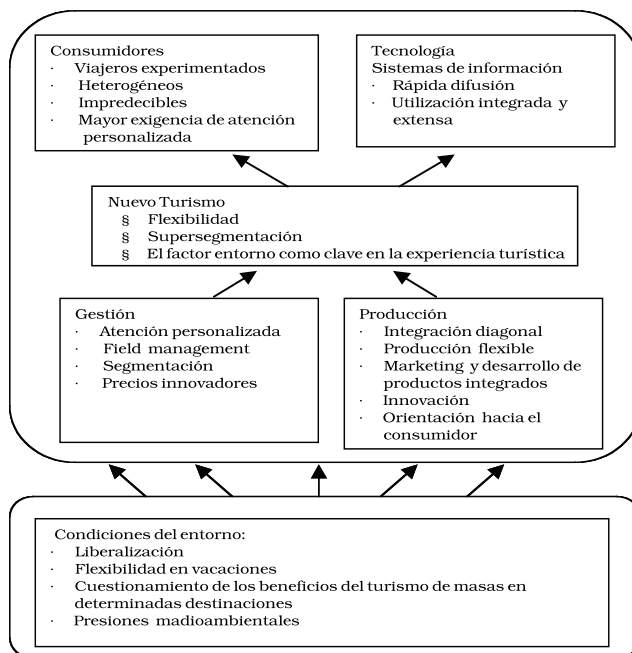 Consumidores
· Viajeros experimentados
· Heterogéneos
· Impredecibles
· Mayor exigencia de atención
personalizada
Tecnología
Sistemas de información
· Rápida difusión
· Utilización integrada y
extensa
Nuevo Turismo
§ Flexibilidad
§ Supersegmentación
§ El factor entorno como clave en la experiencia turística
Gestión
· Atención personalizada
· Field management
· Segmentación
· Precios innovadores
Producción
· Integración diagonal
· Producción flexible
· Marketing y desarrollo de
productos integrados
· Innovación
· Orientación hacia el
consumidor
Condiciones del entorno:
· Liberalización
· Flexibilidad en vacaciones
· Cuestionamiento de los beneficios del turismo de masas en
determinadas destinaciones
· Presiones madioambientales